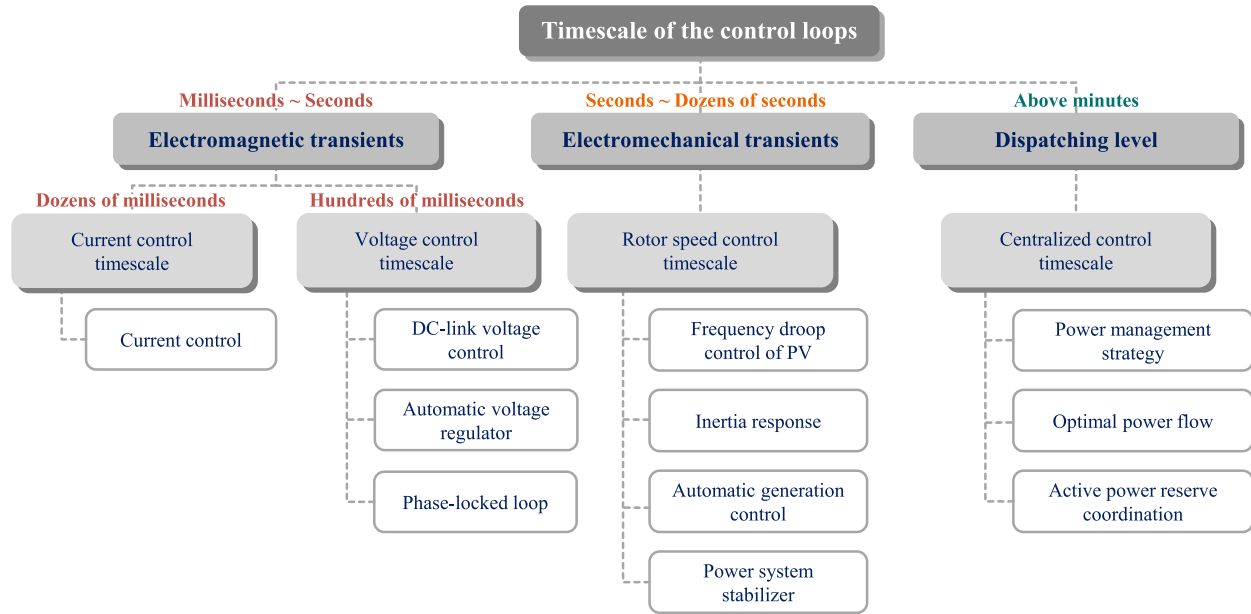 Timescale of the control loops
Milliseconds ~ Seconds
Electromagnetic transients
Seconds ~ Dozens of seconds
Electromechanical transients
Above minutes
Dispatching level
Dozens of milliseconds
Current control
timescale
Current control
Hundreds of milliseconds
Voltage control
timescale
DC-link voltage
control
Automatic voltage
regulator
Phase-locked loop
Rotor speed control
timescale
Frequency droop
control of PV
Inertia response
Automatic generation
control
Power system
stabilizer
Centralized control
timescale
Power management
strategy
Optimal power flow
Active power reserve
coordination